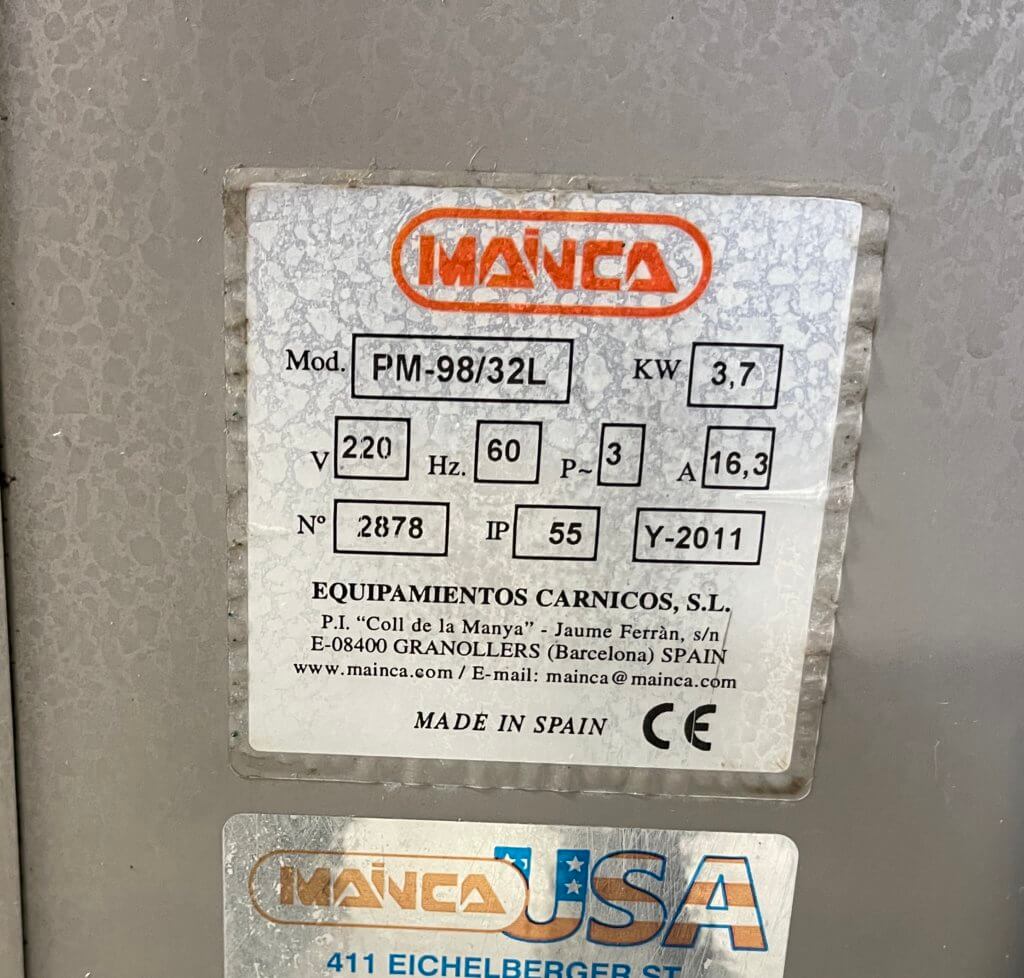 MAINCA
Mod. PM-98/32L KW 3,7
V 220 Hz. 60 P~ 3 A 16,3
Nº 2878 IP 55 Y-2011
EQUIPAMIENTOS CARNICOS, S.L.
P.I. "Coll de la Manya" - Jaume Ferràn, s/n
E-08400 GRANOLLERS (Barcelona) SPAIN
www.mainca.com / E-mail: mainca@mainca.com
MADE IN SPAIN CE
MAINCA USA
411 EICHELBERGER ST